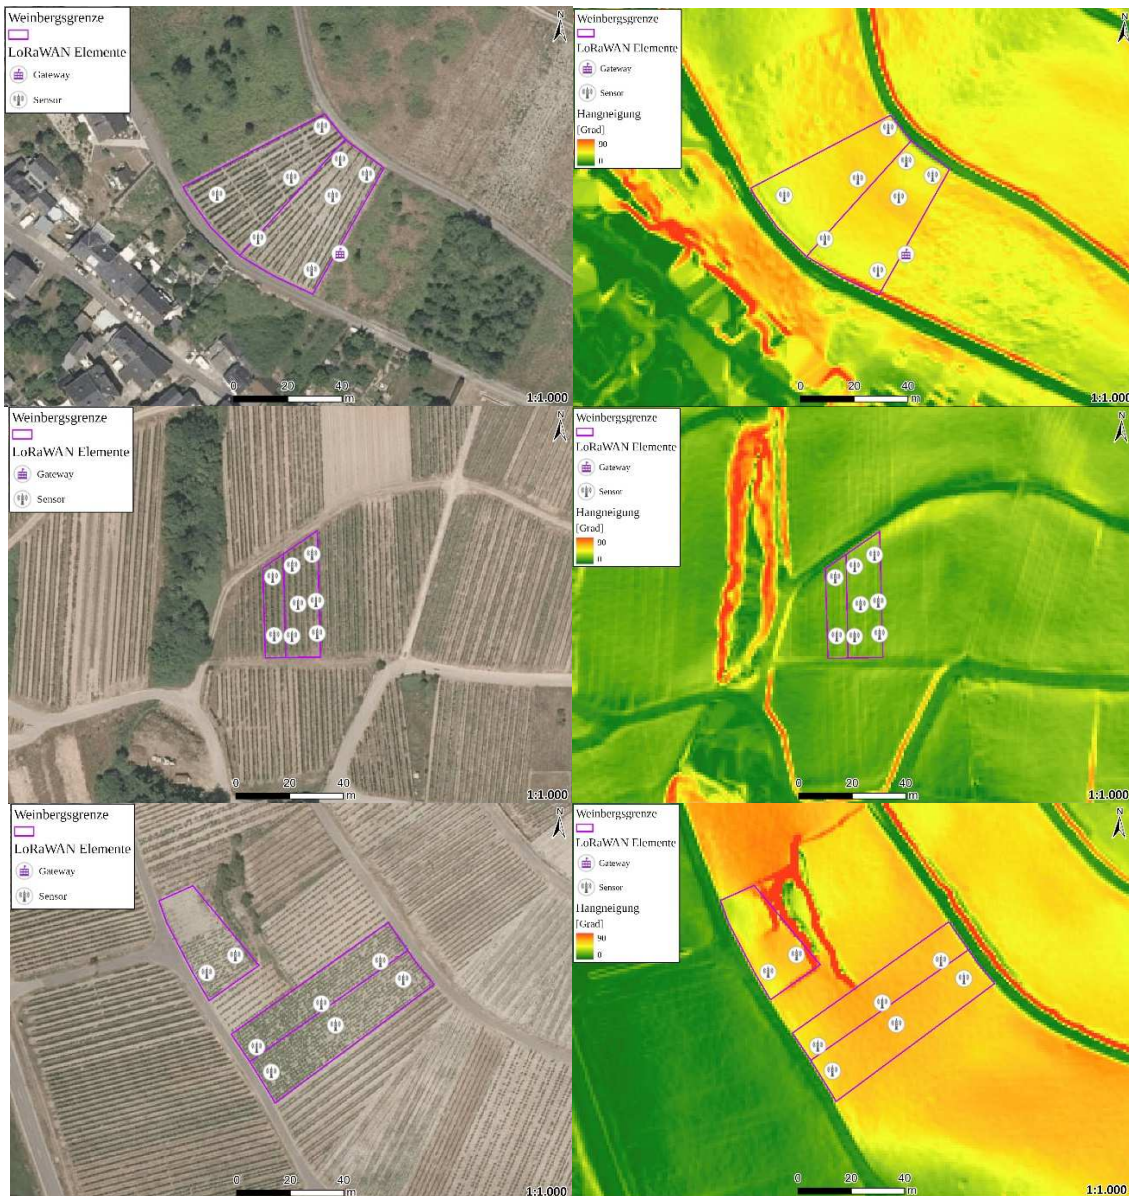 Weinbergsgrenze
LoRaWAN Elemente
Gateway
Sensor
N
0 20 40
m
1:1.000
Weinbergsgrenze
LoRaWAN Elemente
Gateway
Sensor
Hangneigung
[Grad]
90
0
N
0 20 40
m
1:1.000
Weinbergsgrenze
LoRaWAN Elemente
Gateway
Sensor
N
0 20 40
m
1:1.000
Weinbergsgrenze
LoRaWAN Elemente
Gateway
Sensor
Hangneigung
[Grad]
90
0
N
0 20 40
m
1:1.000
Weinbergsgrenze
LoRaWAN Elemente
Gateway
Sensor
N
0 20 40
m
1:1.000
Weinbergsgrenze
LoRaWAN Elemente
Gateway
Sensor
Hangneigung
[Grad]
90
0
N
0 20 40
m
1:1.000